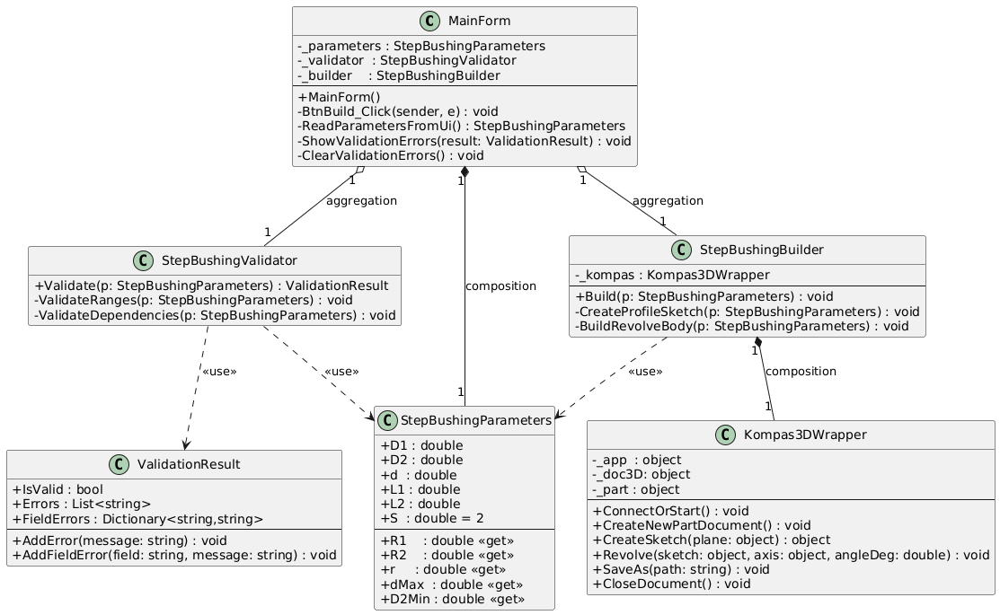 C MainForm
-_parameters : StepBushingParameters
-_validator : StepBushingValidator
-_builder : StepBushingBuilder
+MainForm()
-BtnBuild_Click(sender, e) : void
-ReadParametersFromUi() : StepBushingParameters
-ShowValidationErrors(result: ValidationResult) : void
-ClearValidationErrors() : void
1
1
1
aggregation
composition
aggregation
1
1
1
C StepBushingValidator
+Validate(p: StepBushingParameters) : ValidationResult
-ValidateRanges(p: StepBushingParameters) : void
-ValidateDependencies(p: StepBushingParameters) : void
C StepBushingBuilder
-_kompas : Kompas3DWrapper
+Build(p: StepBushingParameters) : void
-CreateProfileSketch(p: StepBushingParameters) : void
-BuildRevolveBody(p: StepBushingParameters) : void
«use»
«use»
«use»
1
composition
1
C ValidationResult
+IsValid : bool
+Errors : List<string>
+FieldErrors : Dictionary<string,string>
+AddError(message: string) : void
+AddFieldError(field: string, message: string) : void
C StepBushingParameters
+D1 : double
+D2 : double
+d : double
+L1 : double
+L2 : double
+S : double = 2
+R1 : double «get»
+R2 : double «get»
+r : double «get»
+dMax : double «get»
+D2Min : double «get»
C Kompas3DWrapper
-_app : object
-_doc3D: object
-_part : object
+ConnectOrStart() : void
+CreateNewPartDocument() : void
+CreateSketch(plane: object) : object
+Revolve(sketch: object, axis: object, angleDeg: double) : void
+SaveAs(path: string) : void
+CloseDocument() : void